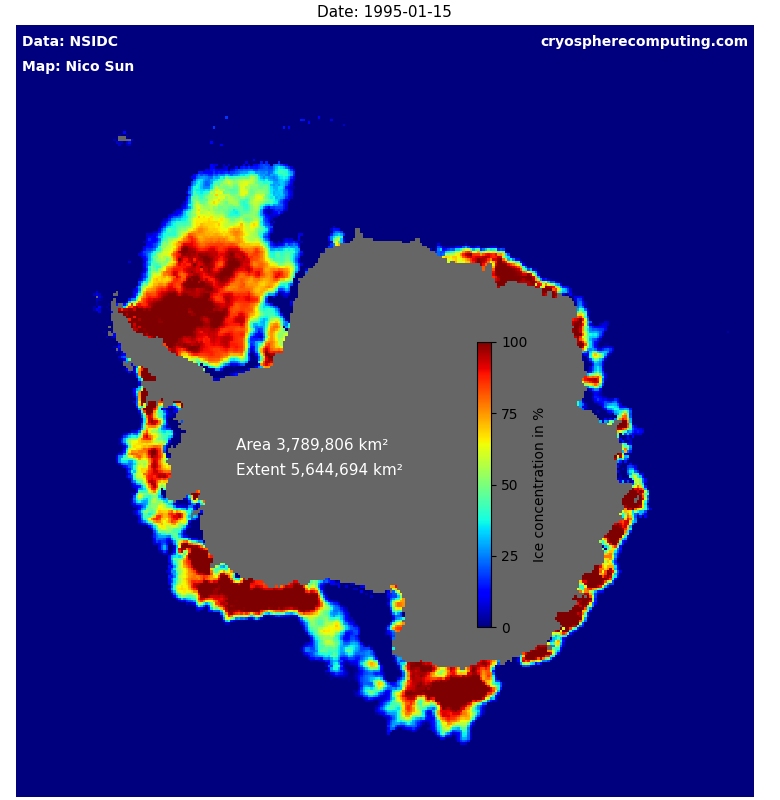 Date: 1995-01-15
Data: NSIDC
cryospherecomputing.com
Map: Nico Sun
Area 3,789,806 km²
Extent 5,644,694 km²
100
75
50
25
0
Ice concentration in %